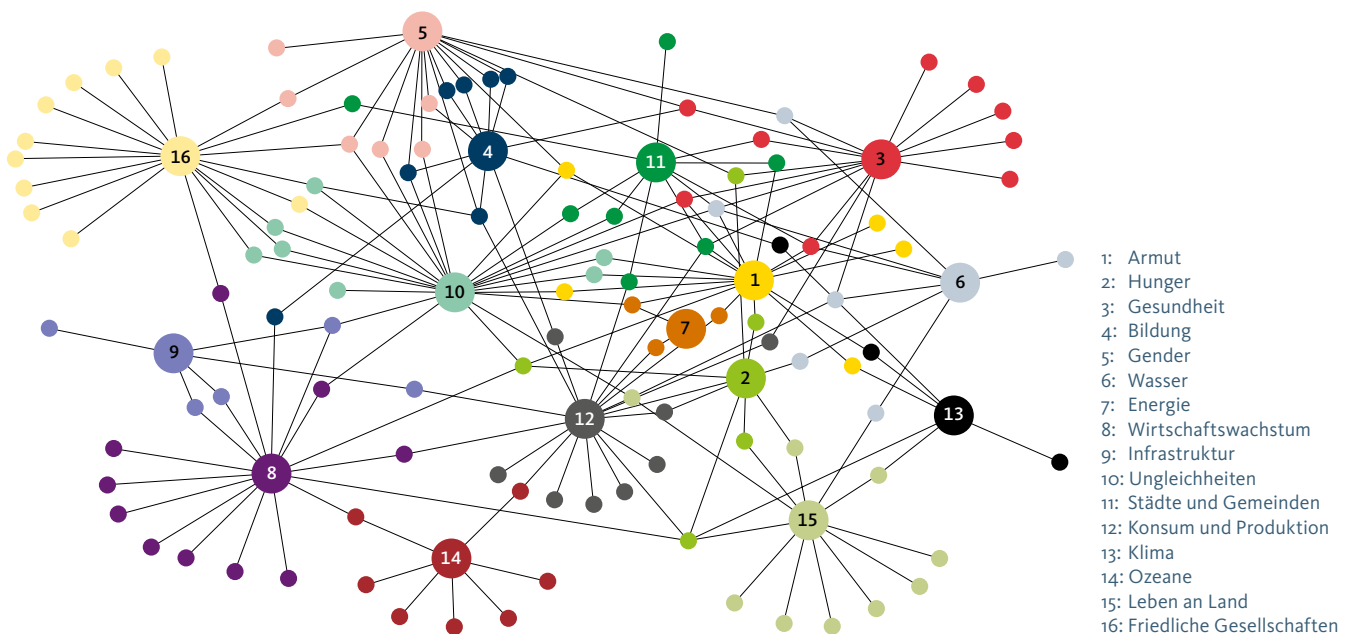 5
16
4
11
3
10
1
6
7
9
2
12
13
8
15
14
1: Armut
2: Hunger
3: Gesundheit
4: Bildung
5: Gender
6: Wasser
7: Energie
8: Wirtschaftswachstum
9: Infrastruktur
10: Ungleichheiten
11: Städte und Gemeinden
12: Konsum und Produktion
13: Klima
14: Ozeane
15: Leben an Land
16: Friedliche Gesellschaften